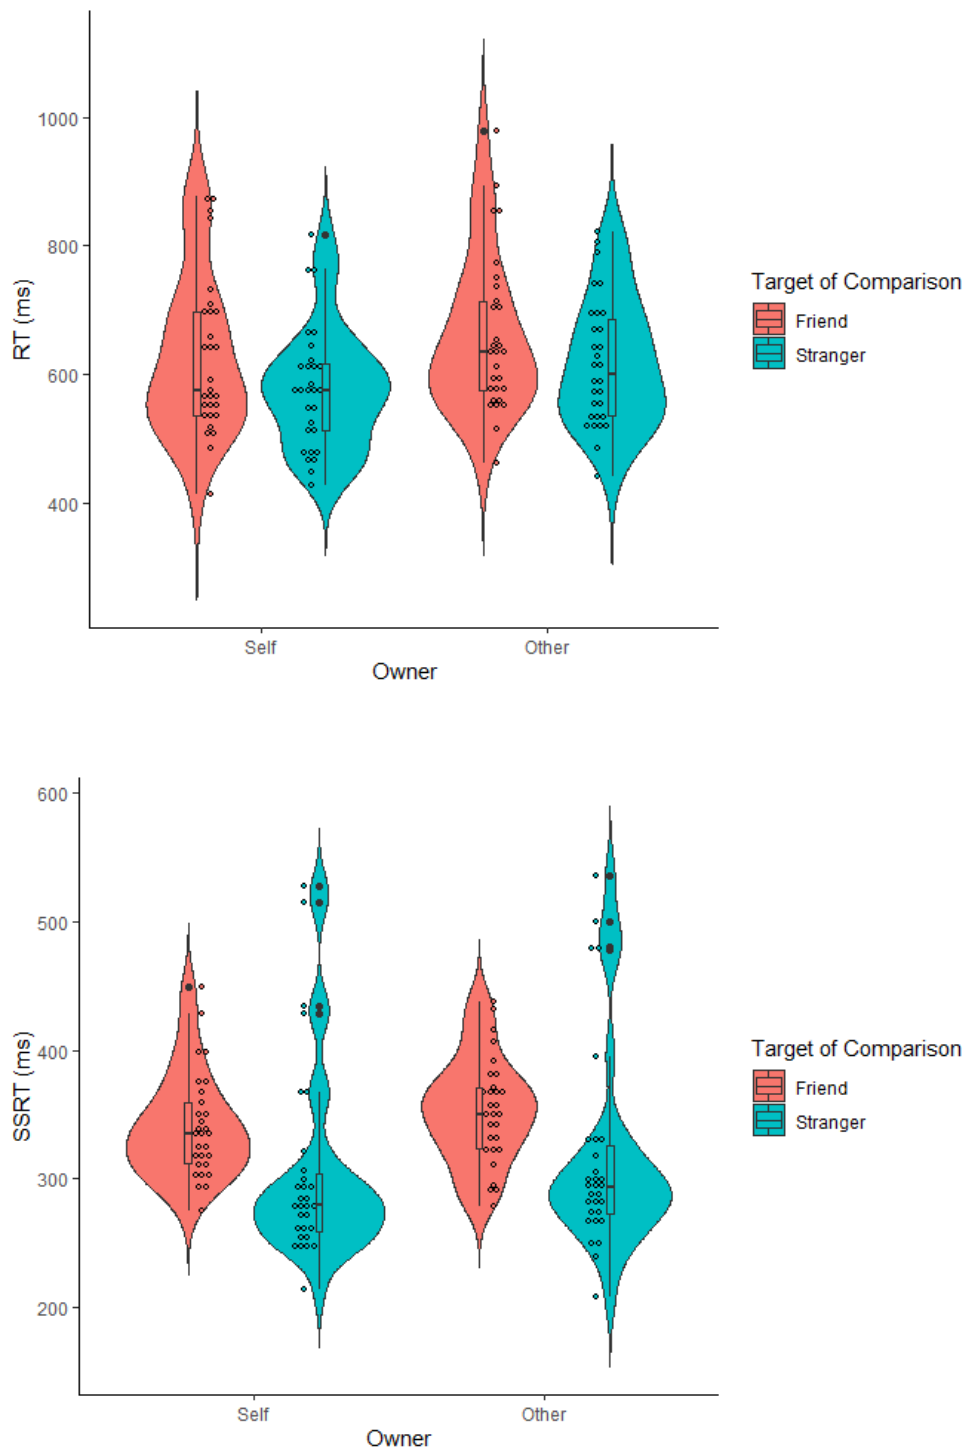 1000
800
600
400
RT (ms)
Self
Other
Owner
Target of Comparison
Friend
Stranger
600
500
400
300
200
SSRT (ms)
Self
Other
Owner
Target of Comparison
Friend
Stranger